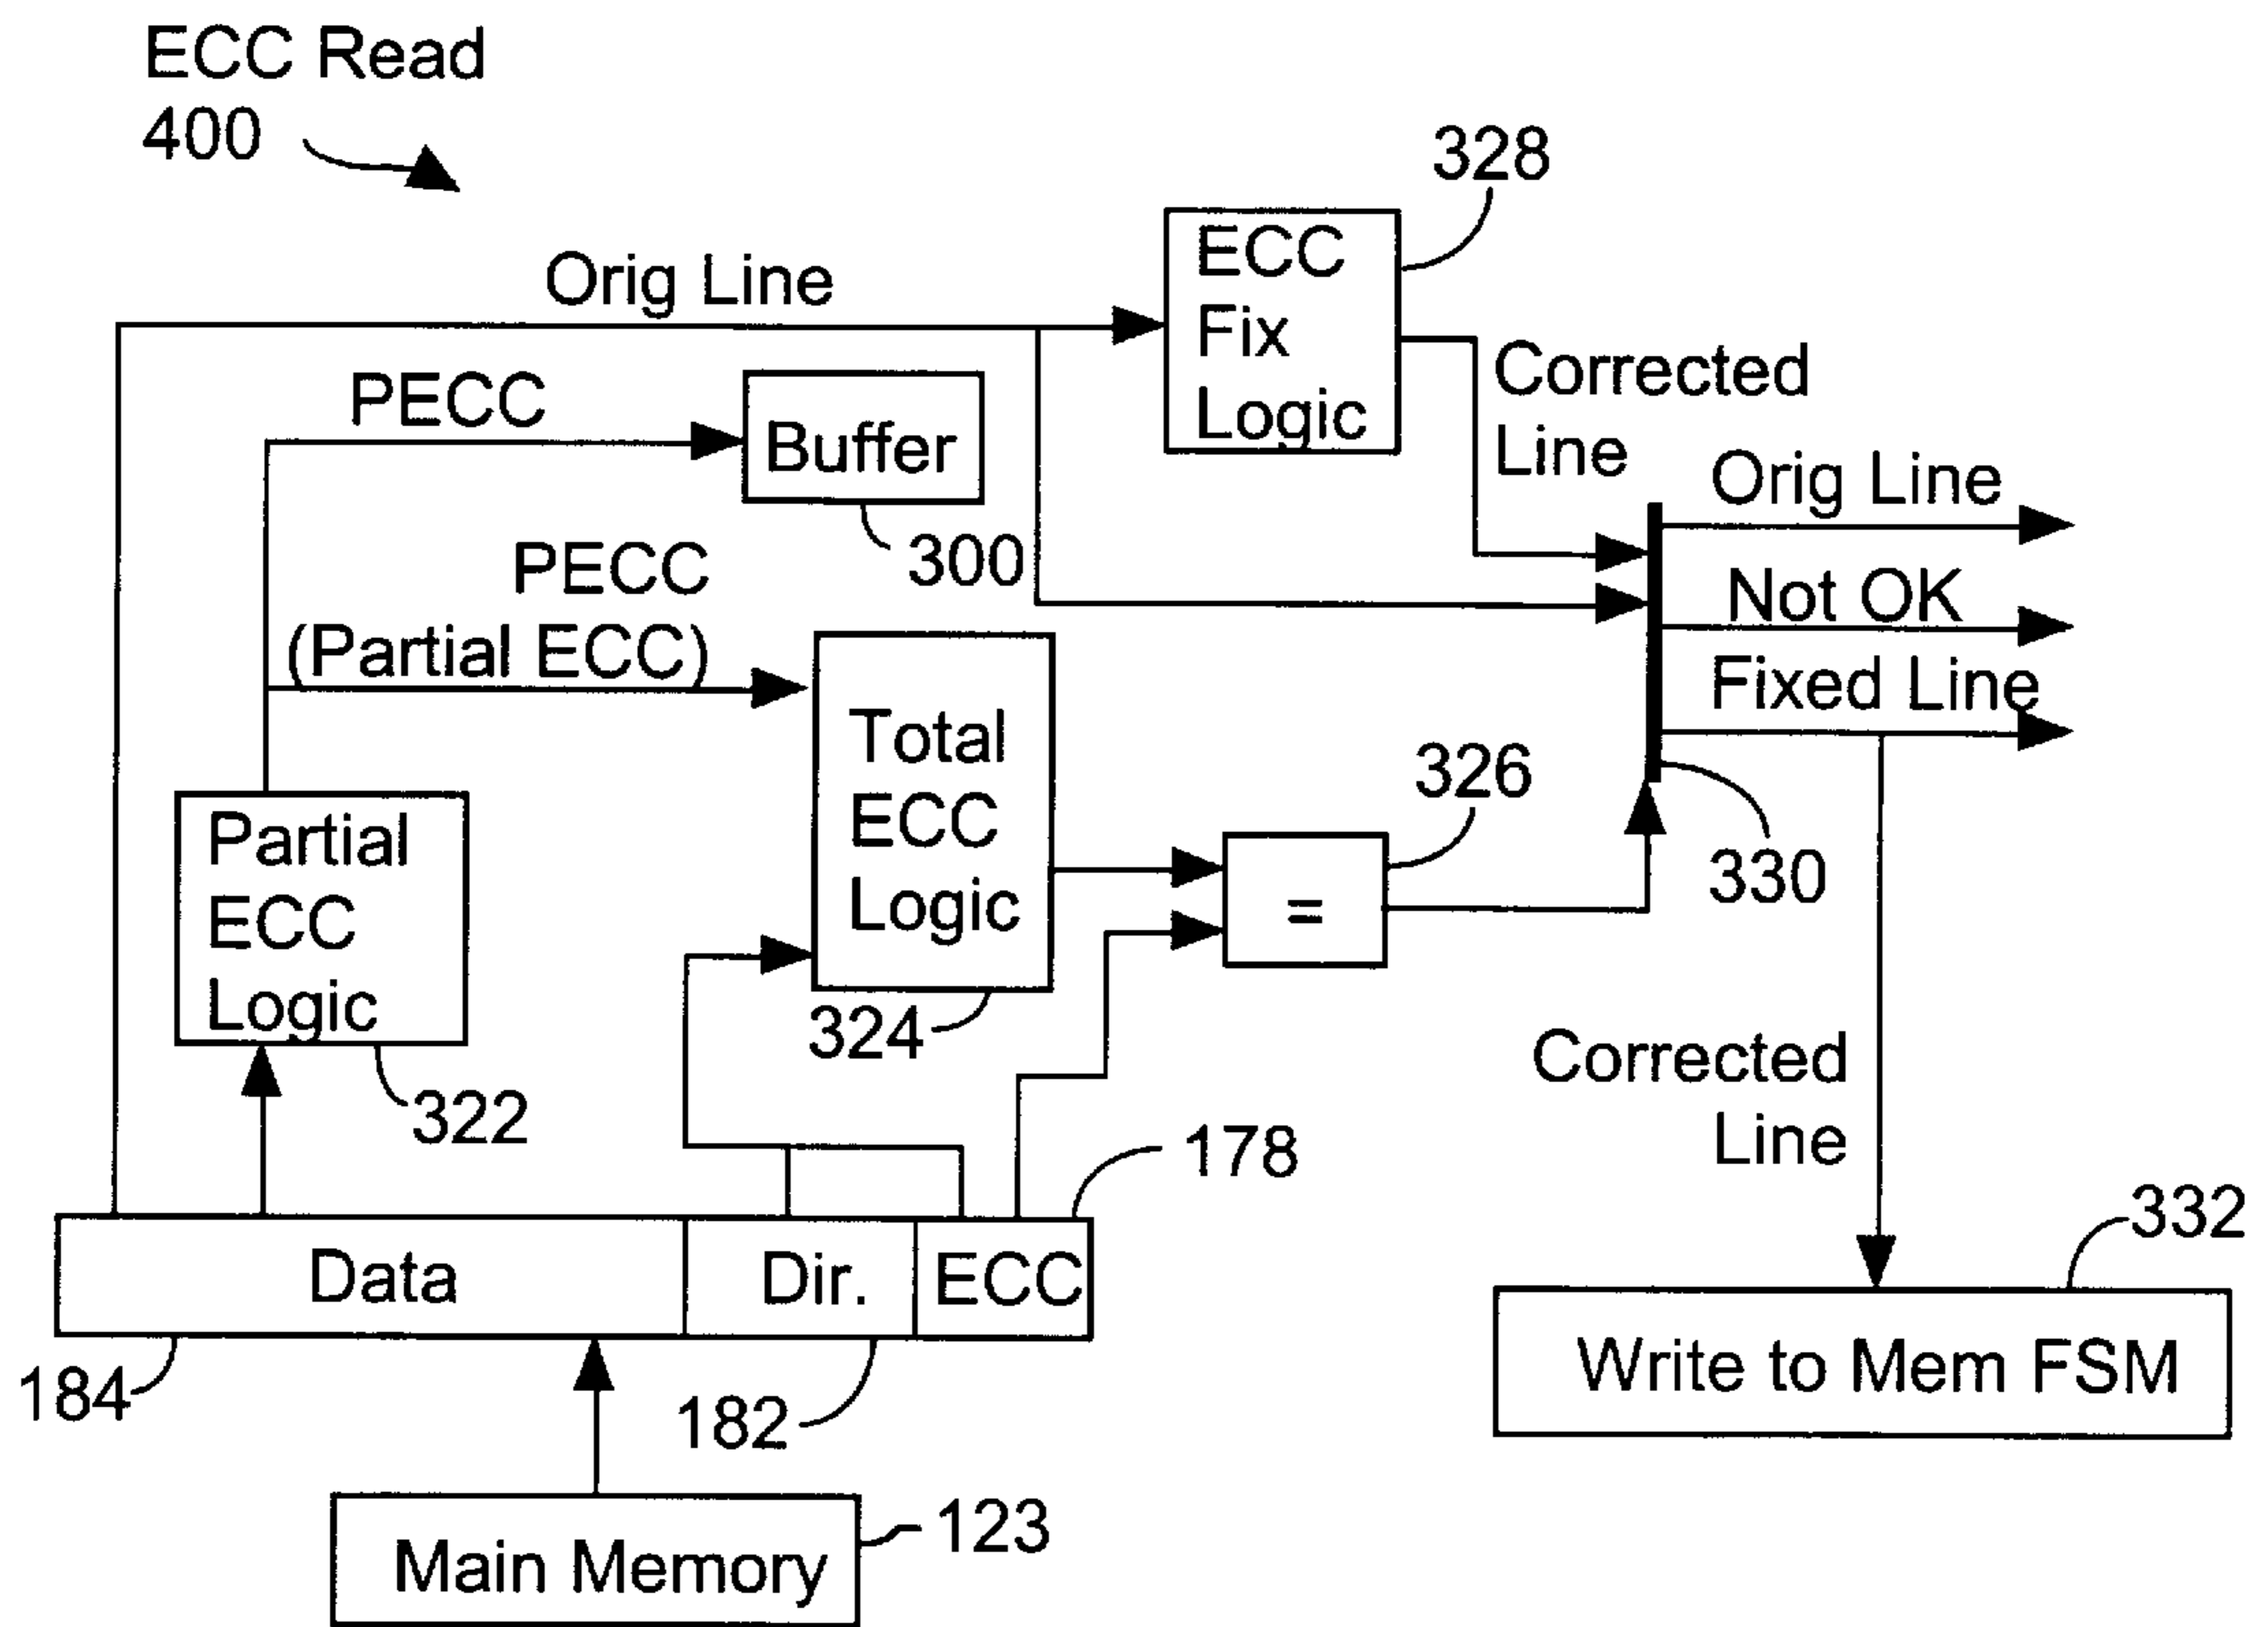 ECC Read
400
328
ECC
Fix
Logic
Orig Line
Corrected
Line
PECC
Buffer
300
Orig Line
Not OK
Fixed Line
PECC
(Partial ECC)
Total
ECC
Logic
324
326
=
330
Partial
ECC
Logic
322
Corrected
Line
178
332
Data
Dir.
ECC
Write to Mem FSM
184
182
Main Memory
123